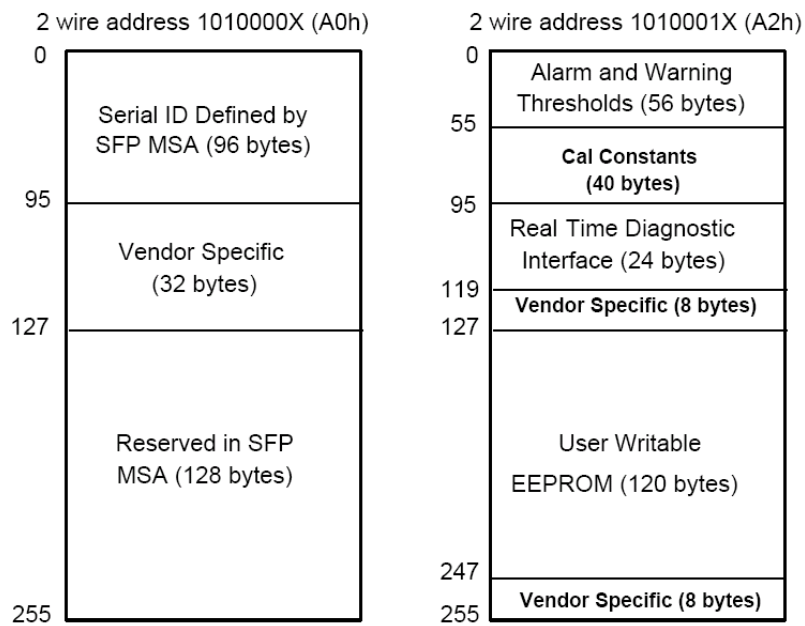 2 wire address 1010000X (A0h)
0
Serial ID Defined by
SFP MSA (96 bytes)
95
Vendor Specific
(32 bytes)
127
Reserved in SFP
MSA (128 bytes)
255
2 wire address 1010001X (A2h)
0
Alarm and Warning
Thresholds (56 bytes)
55
Cal Constants
(40 bytes)
95
Real Time Diagnostic
Interface (24 bytes)
119
Vendor Specific (8 bytes)
127
User Writable
EEPROM (120 bytes)
247
Vendor Specific (8 bytes)
255